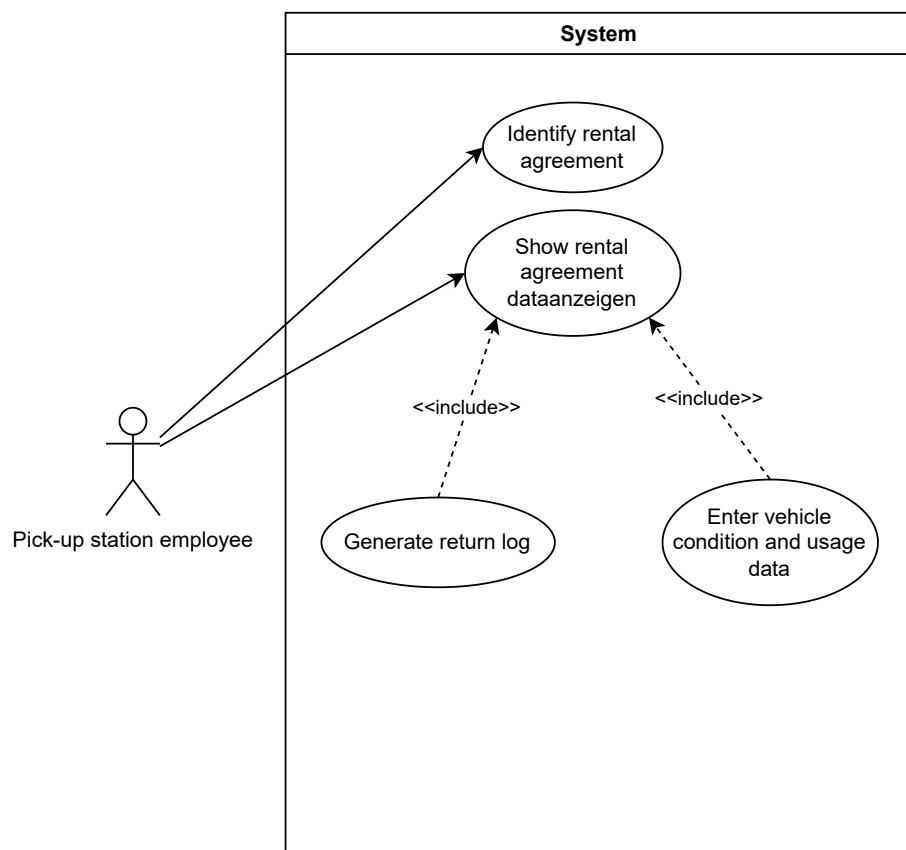 System
Identify rental
agreement
Show rental
agreement
dataanzeigen
<<include>>
<<include>>
Pick-up station employee
Generate return log
Enter vehicle
condition and usage
data